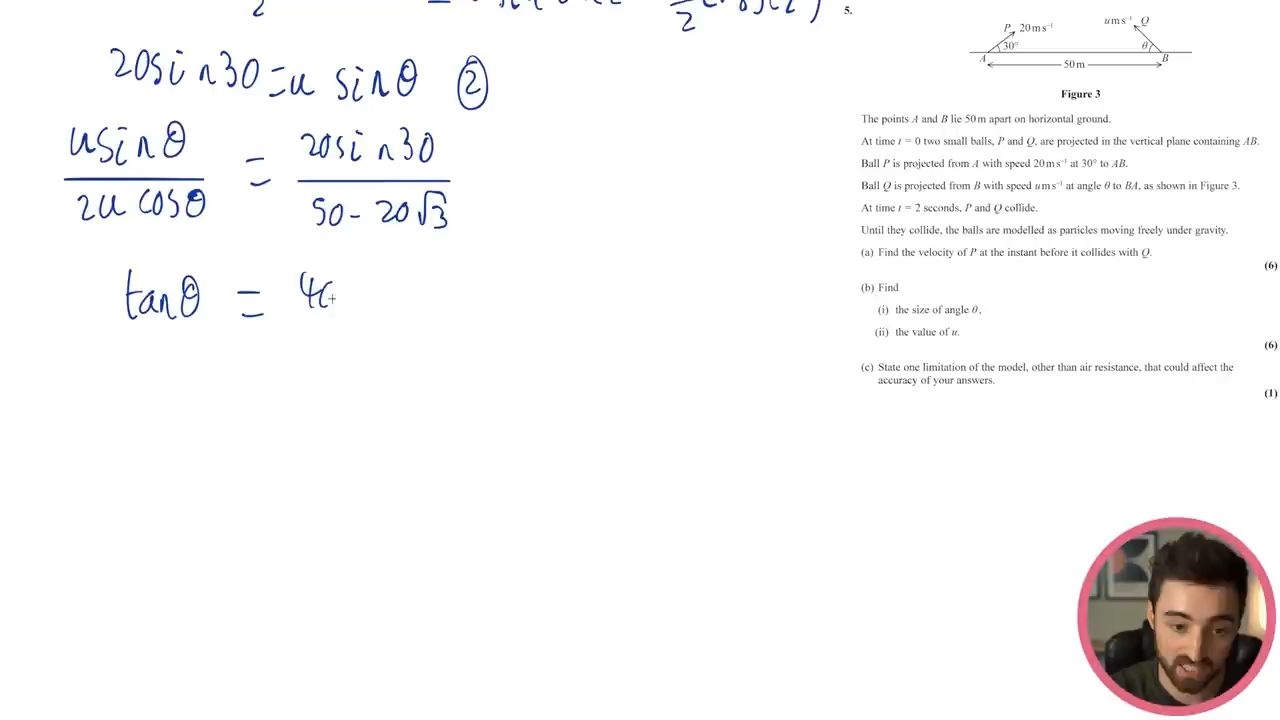 20sin30 = u sinθ ②
usinθ / 2u cosθ = 20sin30 / 50 - 20√3
tanθ = 40
5.
P 20 m s⁻¹ u m s⁻¹ Q
30° θ
A B
50 m
Figure 3
The points A and B lie 50 m apart on horizontal ground.
At time t = 0 two small balls, P and Q, are projected in the vertical plane containing AB.
Ball P is projected from A with speed 20 m s⁻¹ at 30° to AB.
Ball Q is projected from B with speed u m s⁻¹ at angle θ to BA, as shown in Figure 3.
At time t = 2 seconds, P and Q collide.
Until they collide, the balls are modelled as particles moving freely under gravity.
(a) Find the velocity of P at the instant before it collides with Q.
(6)
(b) Find
(i) the size of angle θ,
(ii) the value of u.
(6)
(c) State one limitation of the model, other than air resistance, that could affect the
accuracy of your answers.
(1)